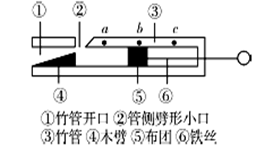 ① ② a b c ③
④ ⑤ ⑥
①竹管开口 ②管侧劈形小口
③竹管 ④木劈 ⑤布团 ⑥铁丝